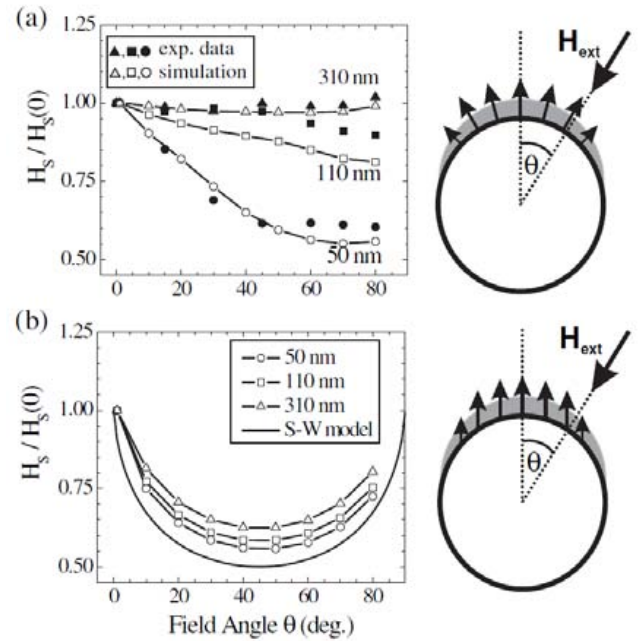 (a)
1.25
1.00
0.75
0.50
H_s / H_s(0)
exp. data
simulation
310 nm
110 nm
50 nm
0 20 40 60 80
H_ext
θ
(b)
1.25
1.00
0.75
0.50
H_s / H_s(0)
50 nm
110 nm
310 nm
S-W model
0 20 40 60 80
Field Angle θ (deg.)
H_ext
θ